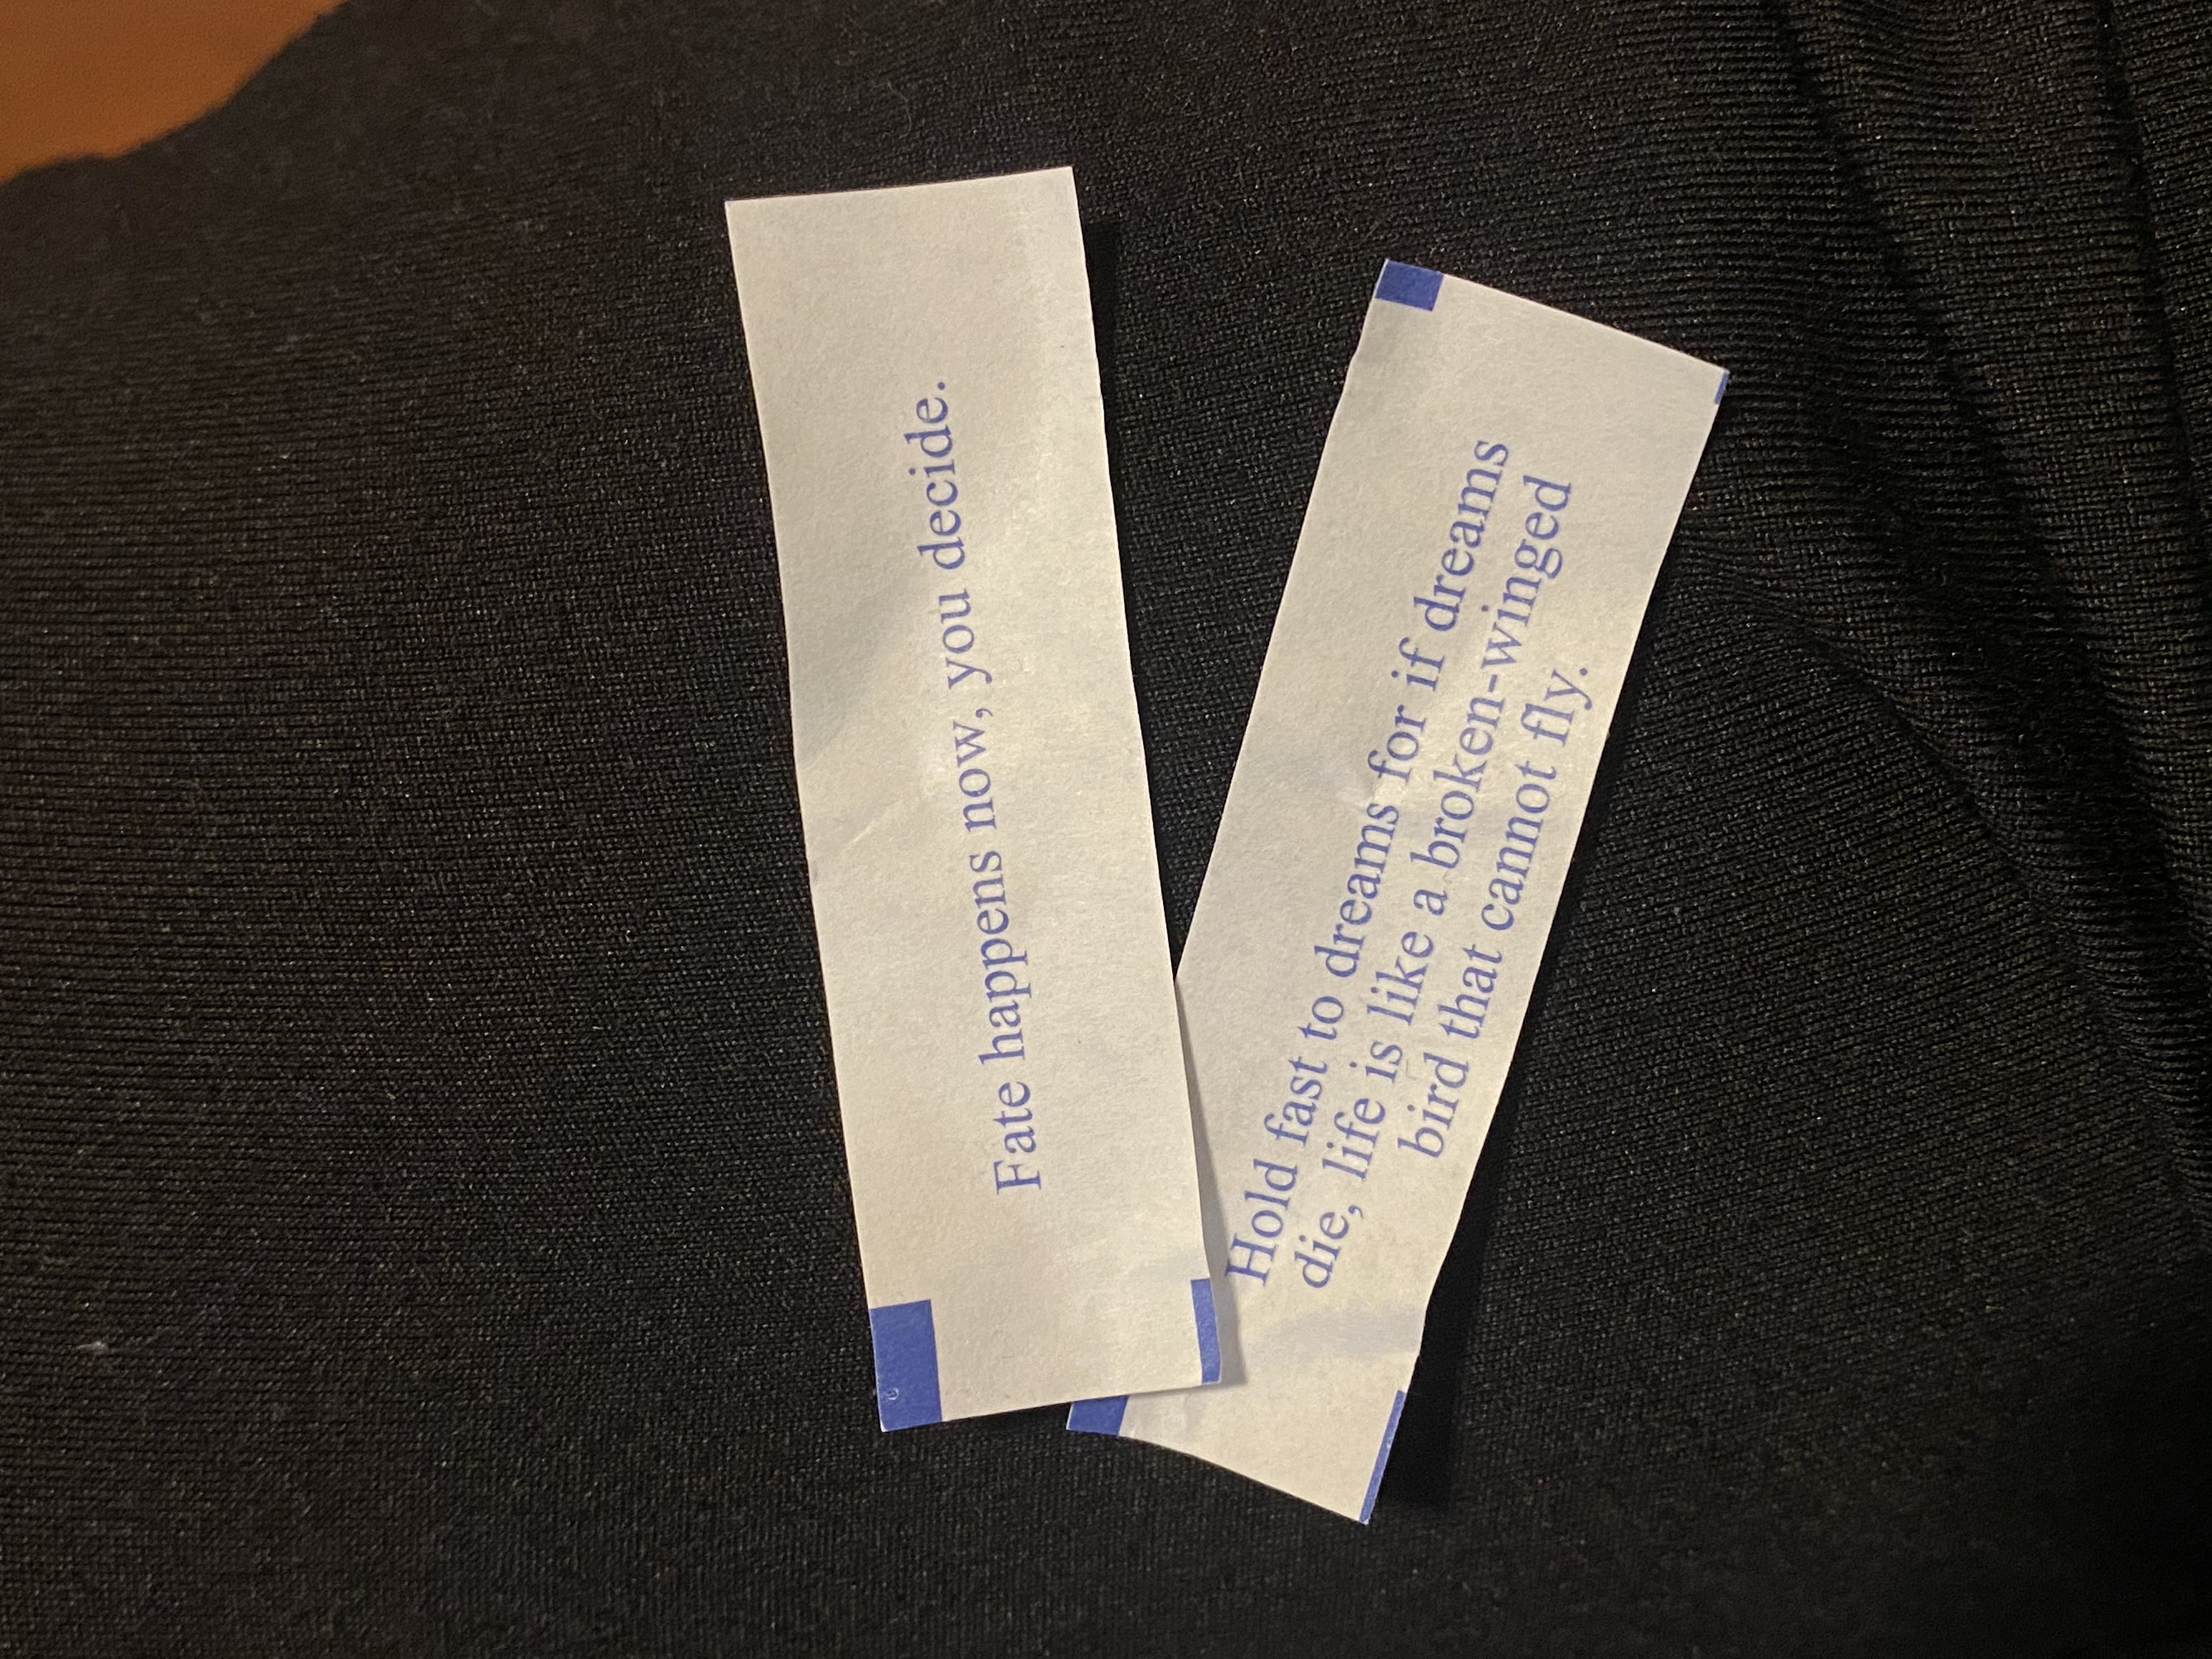 Fate happens now, you decide.
Hold fast to dreams for if dreams
die, life is like a broken-winged
bird that cannot fly.